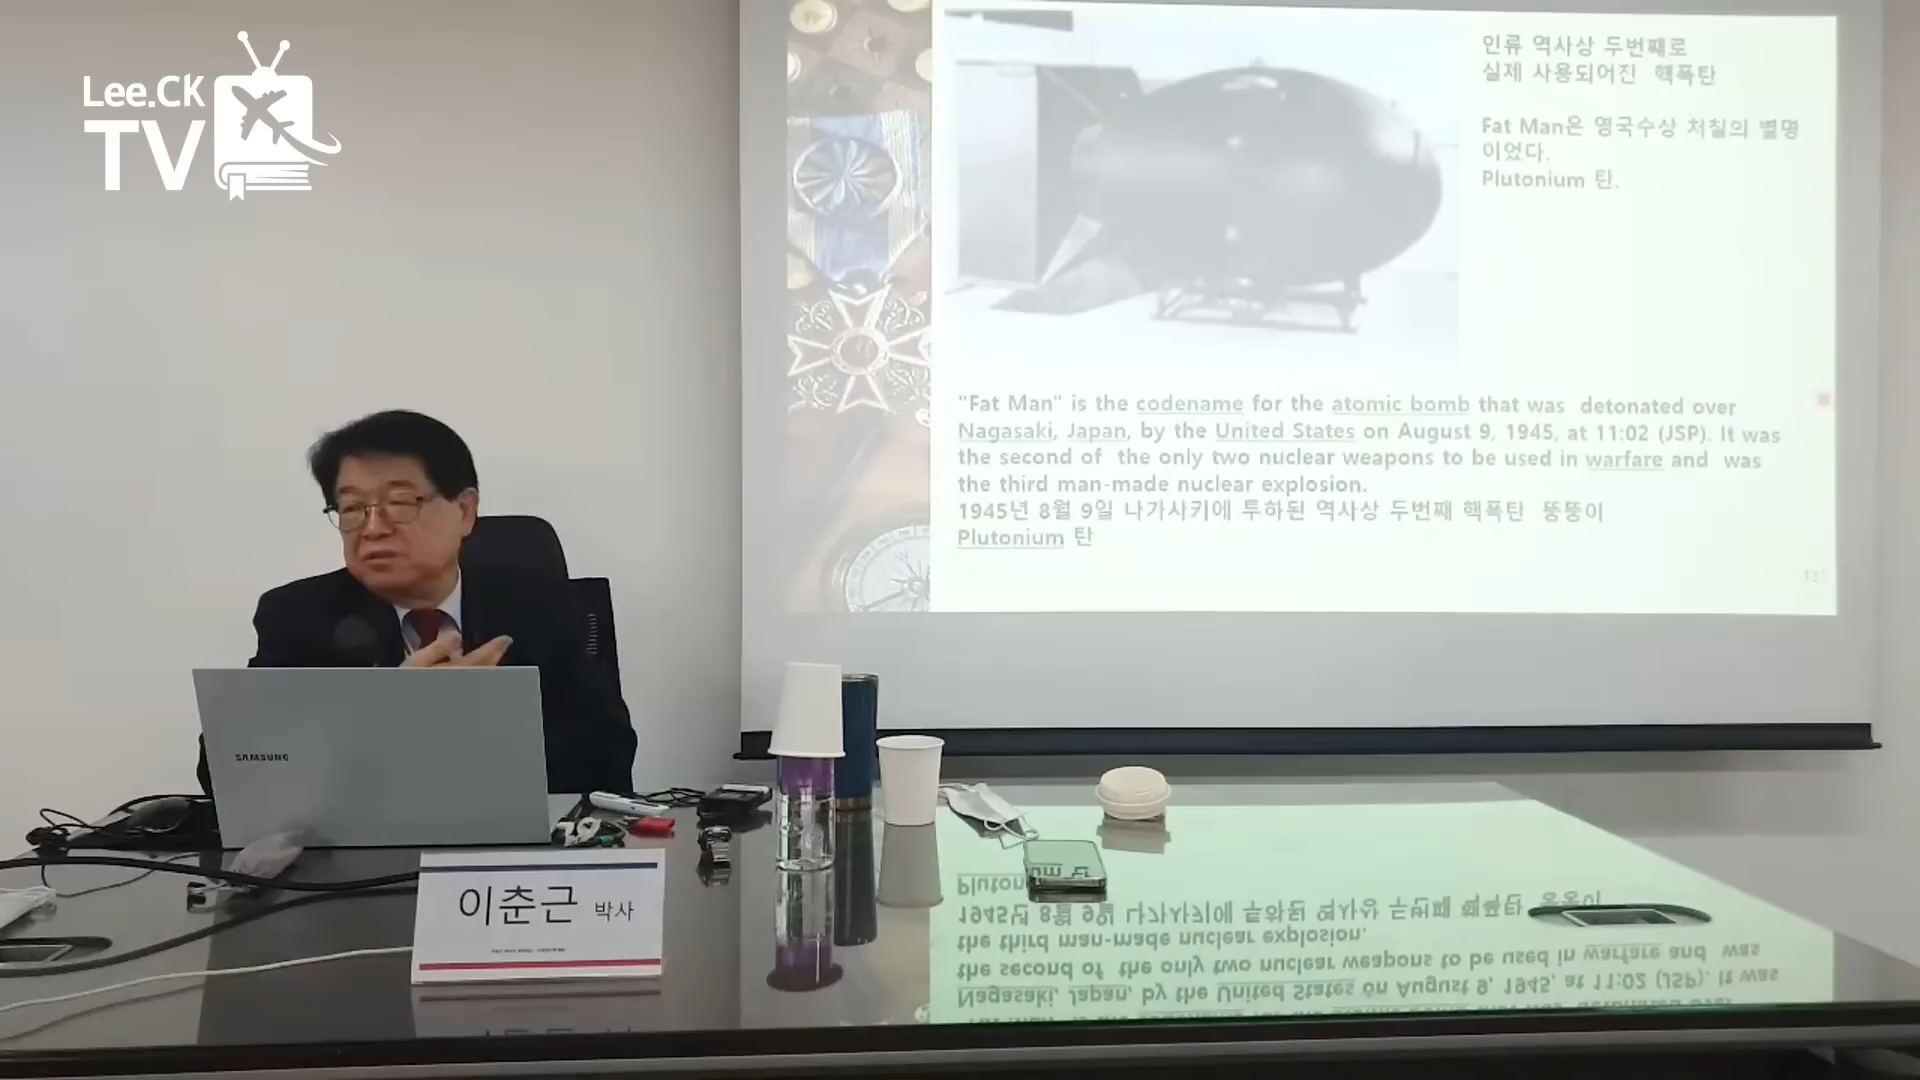 Lee.CK
TV
인류 역사상 두번째로
실제 사용되어진 핵폭탄
Fat Man은 영국수상 처칠의 별명
이었다.
Plutonium 탄.
"Fat Man" is the codename for the atomic bomb that was detonated over
Nagasaki, Japan, by the United States on August 9, 1945, at 11:02 (JSP). It was
the second of the only two nuclear weapons to be used in warfare and was
the third man-made nuclear explosion.
1945년 8월 9일 나가사키에 투하된 역사상 두번째 핵폭탄 뚱뚱이
Plutonium 탄
131
SAMSUNG
이춘근 박사